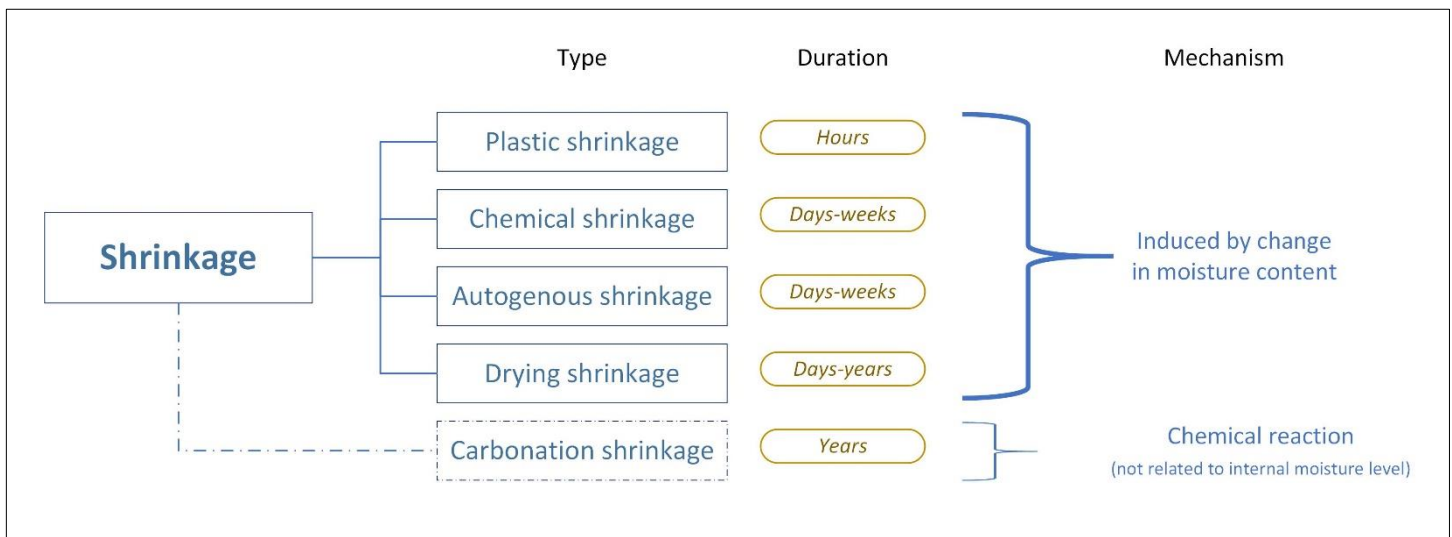 Type Duration Mechanism
Plastic shrinkage Hours
Chemical shrinkage Days-weeks
Shrinkage
Induced by change
in moisture content
Autogenous shrinkage Days-weeks
Drying shrinkage Days-years
Carbonation shrinkage Years
Chemical reaction
(not related to internal moisture level)